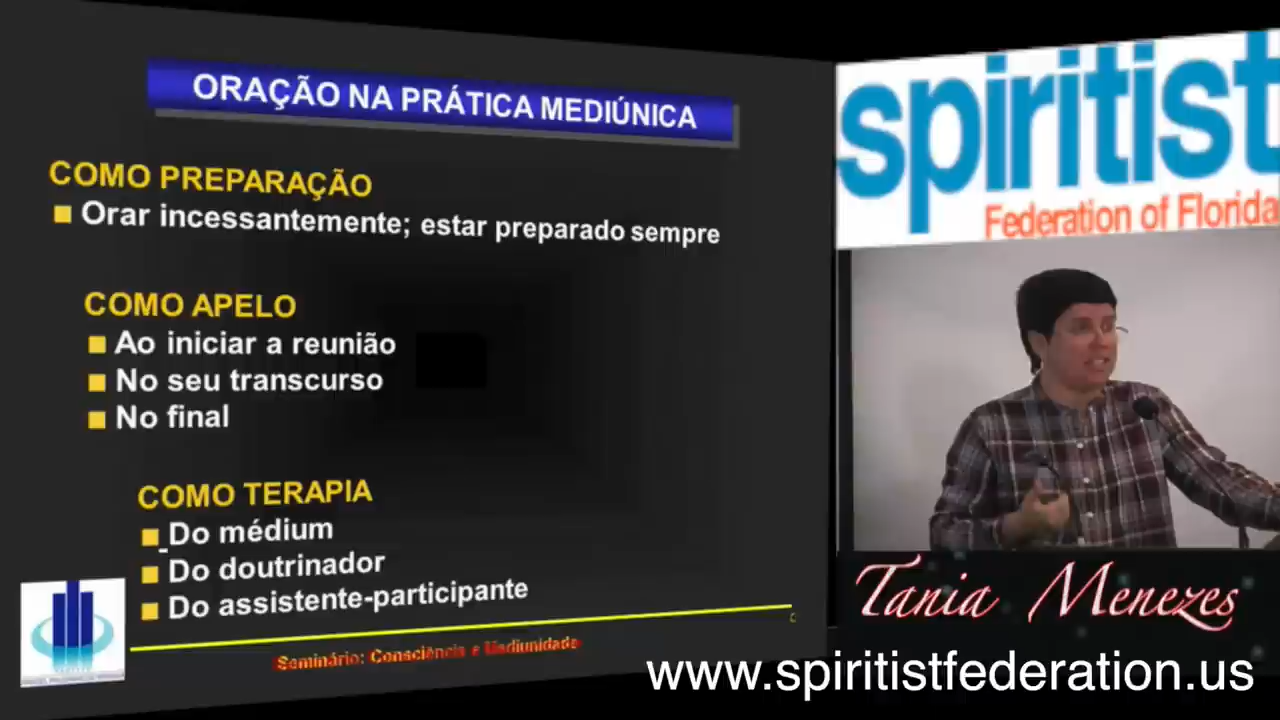 ORAÇÃO NA PRÁTICA MEDIÚNICA
COMO PREPARAÇÃO
Orar incessantemente; estar preparado sempre
COMO APELO
Ao iniciar a reunião
No seu transcurso
No final
COMO TERAPIA
Do médium
Do doutrinador
Do assistente-participante
Seminário: Consciência e Mediunidade
spiritist
Federation of Florida
Tania Menezes
www.spiritistfederation.us